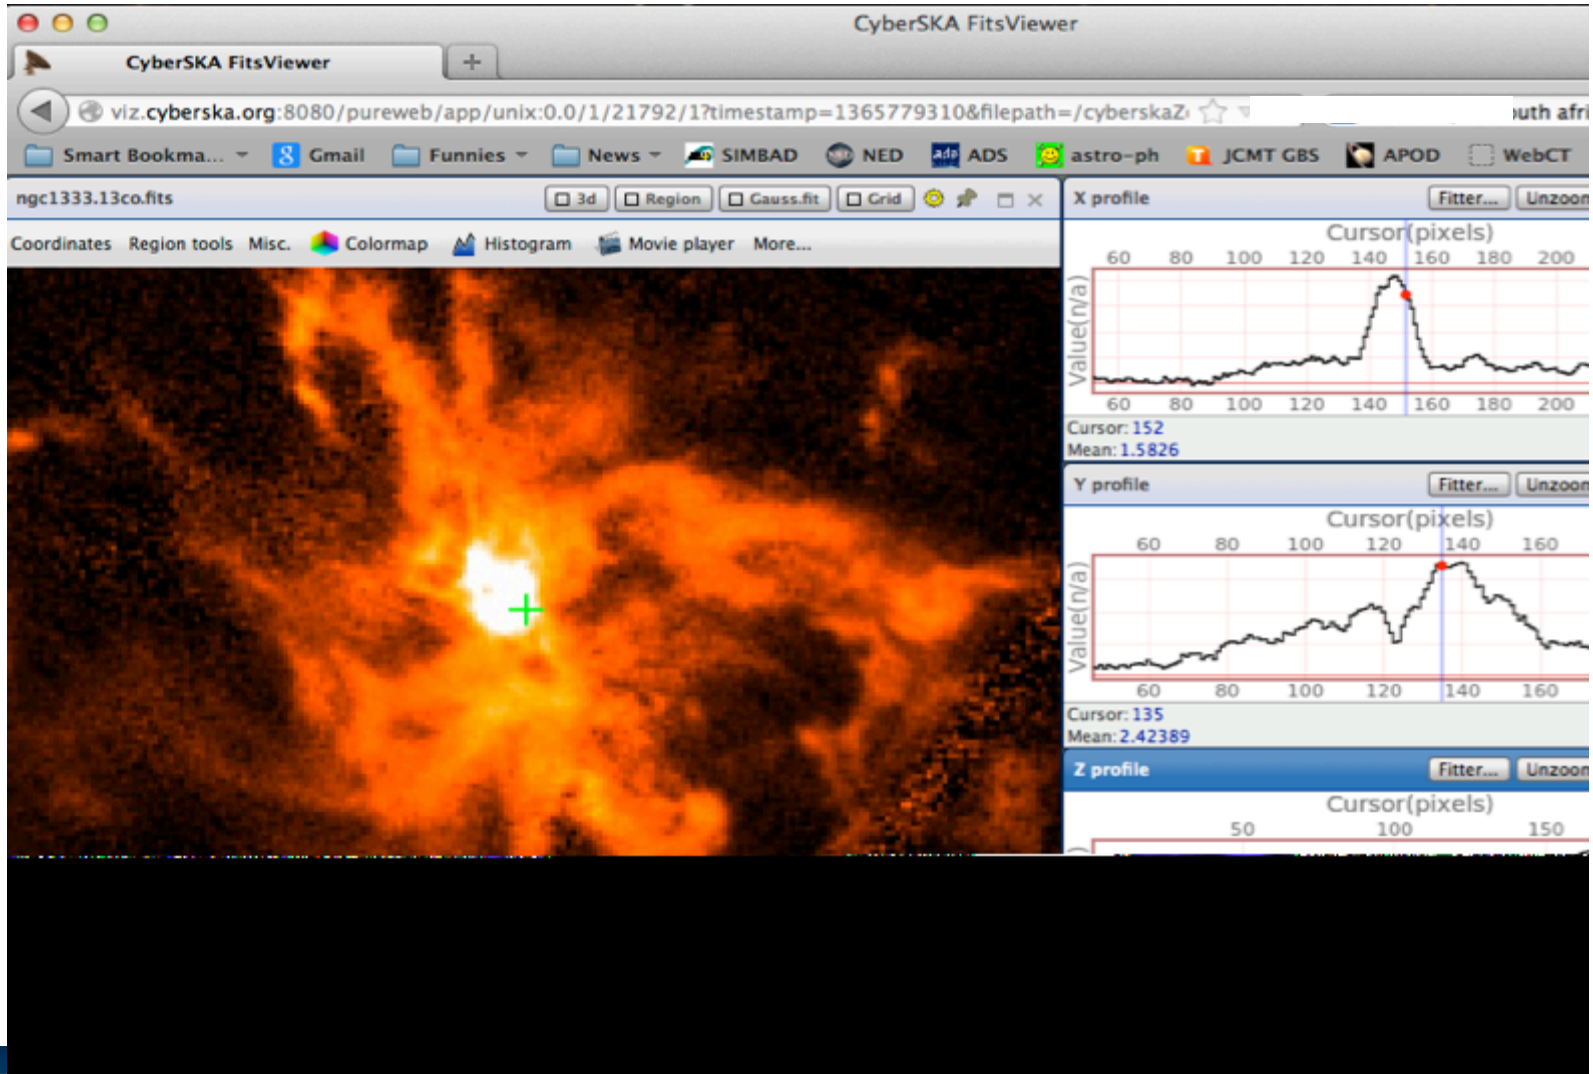 CyberSKA FitsViewer
CyberSKA FitsViewer
viz.cyberska.org:8080/pureweb/app/unix:0.0/1/21792/1?timestamp=1365779310&filepath=/cyberskaZ
outh afri
Smart Bookma... Gmail Funnies News SIMBAD NED ADS astro-ph JCMT GBS APOD WebCT
ngc1333.13co.fits 3d Region Gauss.fit Grid
Coordinates Region tools Misc. Colormap Histogram Movie player More...
X profile Fitter... Unzoom
Cursor(pixels)
60 80 100 120 140 160 180 200
Value(n/a)
60 80 100 120 140 160 180 200
Cursor: 152
Mean: 1.5826
Y profile Fitter... Unzoom
Cursor(pixels)
60 80 100 120 140 160
Value(n/a)
60 80 100 120 140 160
Cursor: 135
Mean: 2.42389
Z profile Fitter... Unzoom
Cursor(pixels)
50 100 150